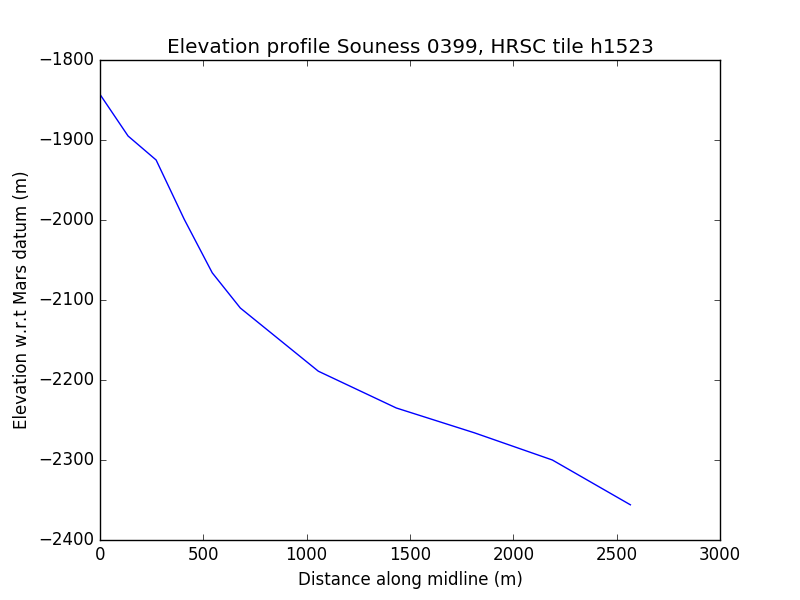 Elevation profile Souness 0399, HRSC tile h1523
−1800
−1900
−2000
−2100
−2200
−2300
−2400
Elevation w.r.t Mars datum (m)
0 500 1000 1500 2000 2500 3000
Distance along midline (m)